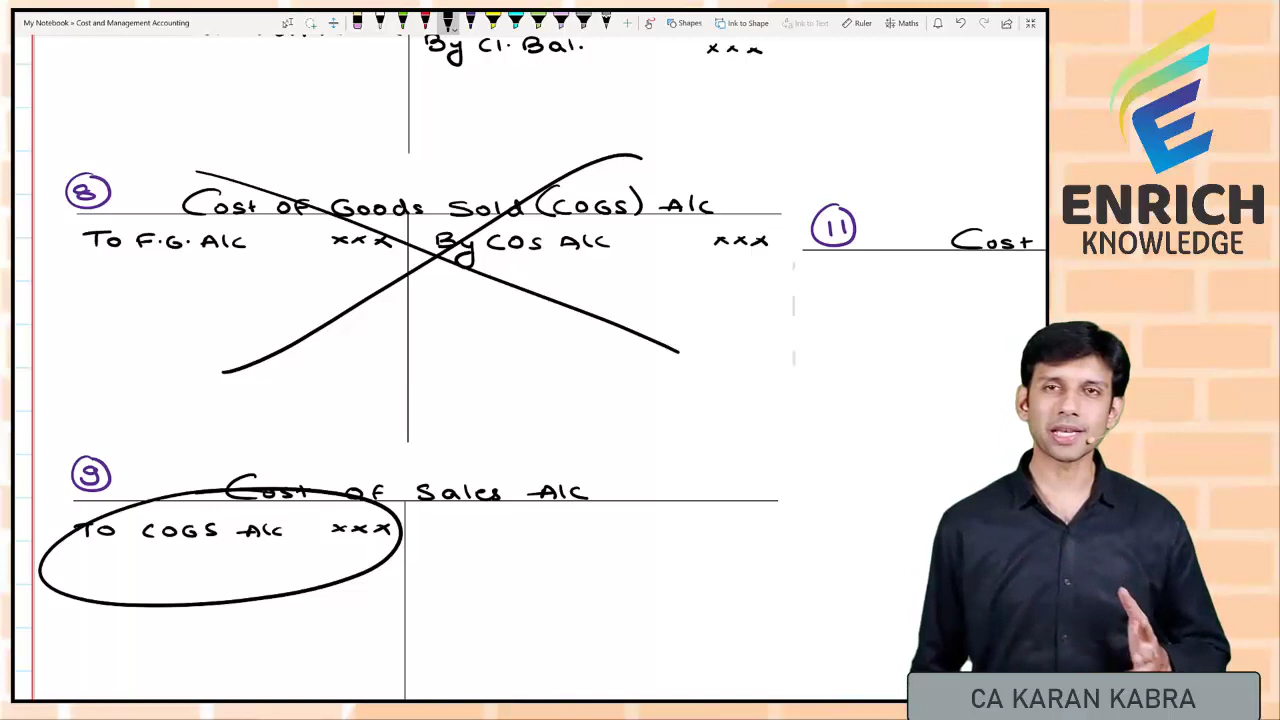 My Notebook » Cost and Management Accounting
Shapes
Ink to Shape
Ink to Text
Ruler
Maths
By Cl. Bal. xxx
8
Cost of Goods Sold (COGS) A/c
To F.G. A/c xxx By COS A/c xxx
11
Cost
9
Cost of Sales A/c
To COGS A/c xxx
ENRICH
KNOWLEDGE
CA KARAN KABRA